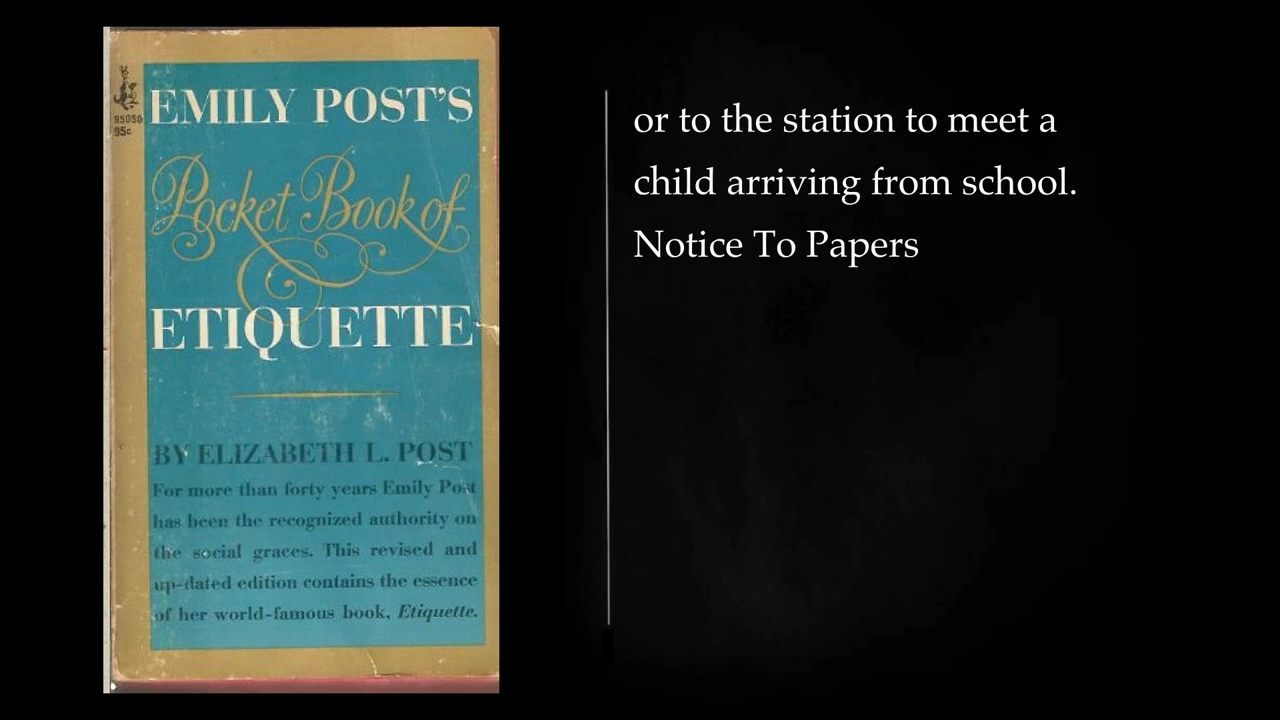 95050
95c
EMILY POST'S
Pocket Book of
ETIQUETTE
BY ELIZABETH L. POST
For more than forty years Emily Post
has been the recognized authority on
the social graces. This revised and
up-dated edition contains the essence
of her world-famous book, Etiquette.
or to the station to meet a
child arriving from school.
Notice To Papers